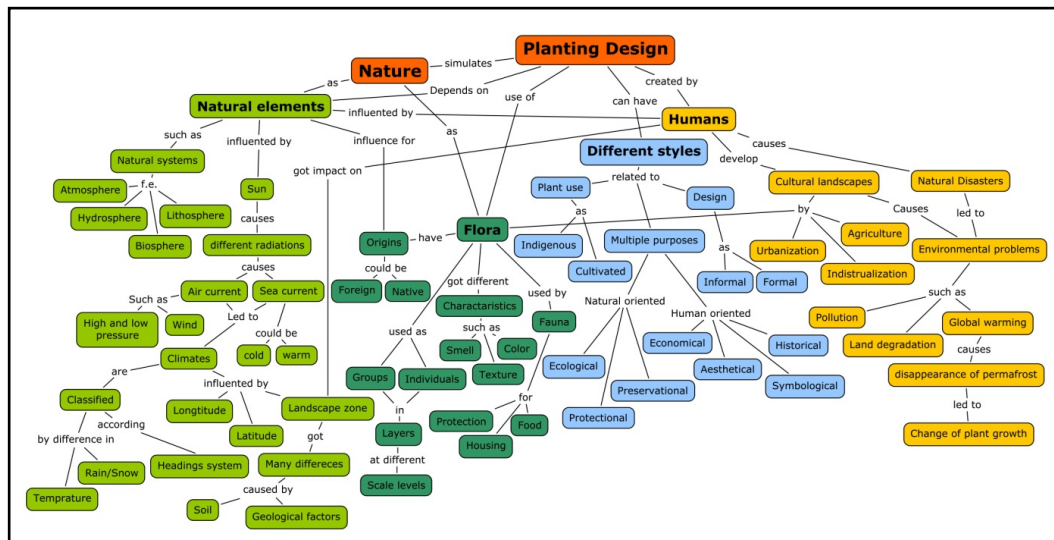 Planting Design
simulates
Nature
created by
as
Depends on
use of
can have
Natural elements
influented by
Humans
such as
influented by
influence for
as
causes
Different styles
develop
Natural systems
got impact on
Plant use
related to
Cultural landscapes
Natural Disasters
Atmosphere
f.e.
Sun
Design
Hydrosphere
Lithosphere
as
by
Causes
led to
causes
Biosphere
different radiations
Origins
have
Flora
Indigenous
Multiple purposes
as
Urbanization
Agriculture
Environmental problems
causes
could be
Cultivated
Informal
Formal
Indistrualization
Air current
Sea current
Foreign
Native
got different
used by
Natural oriented
such as
Such as
Led to
Charactaristics
Human oriented
Pollution
Global warming
High and low
pressure
Wind
could be
used as
such as
Fauna
Economical
Historical
Land degradation
Climates
cold
warm
Smell
Color
Ecological
Aesthetical
causes
are
influented by
Groups
Individuals
Texture
Preservational
Symbological
disappearance of permafrost
Classified
Longtitude
Landscape zone
in
for
Protectional
led to
according
Latitude
Layers
Protection
Food
Change of plant growth
by difference in
got
Housing
Rain/Snow
Headings system
Many differeces
at different
Temprature
caused by
Scale levels
Soil
Geological factors